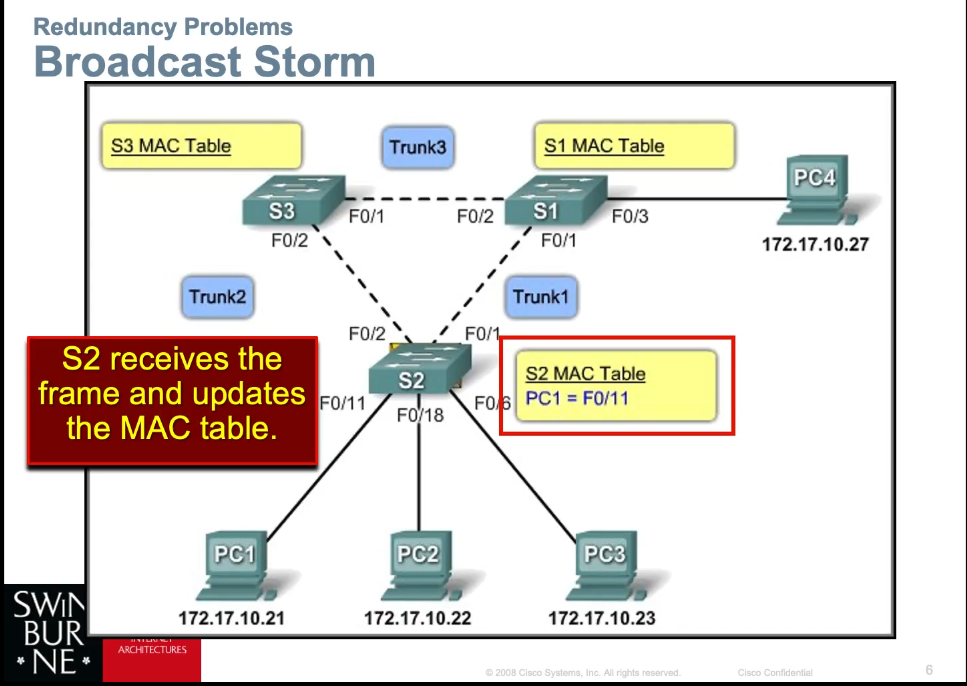 Redundancy Problems
Broadcast Storm
S3 MAC Table
Trunk3
S1 MAC Table
PC4
S3
F0/1
F0/2
S1
F0/3
F0/2
F0/1
172.17.10.27
Trunk2
Trunk1
F0/2
F0/1
S2 receives the
frame and updates
the MAC table.
S2
S2 MAC Table
PC1 = F0/11
F0/11
F0/18
F0/6
PC1
PC2
PC3
172.17.10.21
172.17.10.22
172.17.10.23
SWIN
BUR
* NE *
INTERNET
ARCHITECTURES
© 2008 Cisco Systems, Inc. All rights reserved.
Cisco Confidential
6